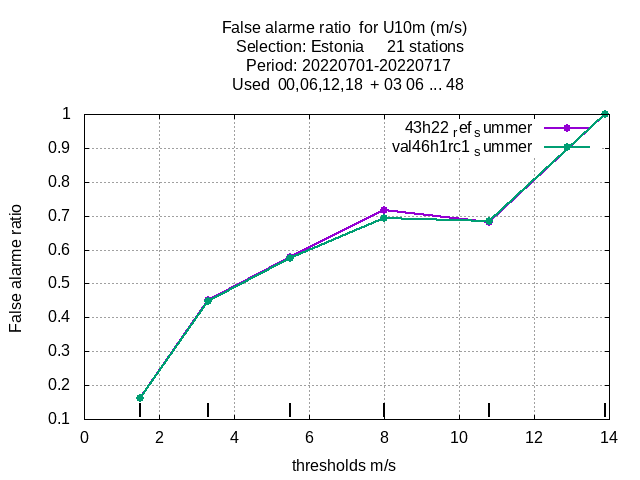 False alarme ratio  for U10m (m/s)
Selection: Estonia     21 stations
Period: 20220701-20220717
Used  00,06,12,18  + 03 06 ... 48
1
0.9
0.8
0.7
0.6
0.5
0.4
0.3
0.2
0.1
False alarme ratio
43h22 ref summer
val46h1rc1 summer
0 2 4 6 8 10 12 14
thresholds m/s